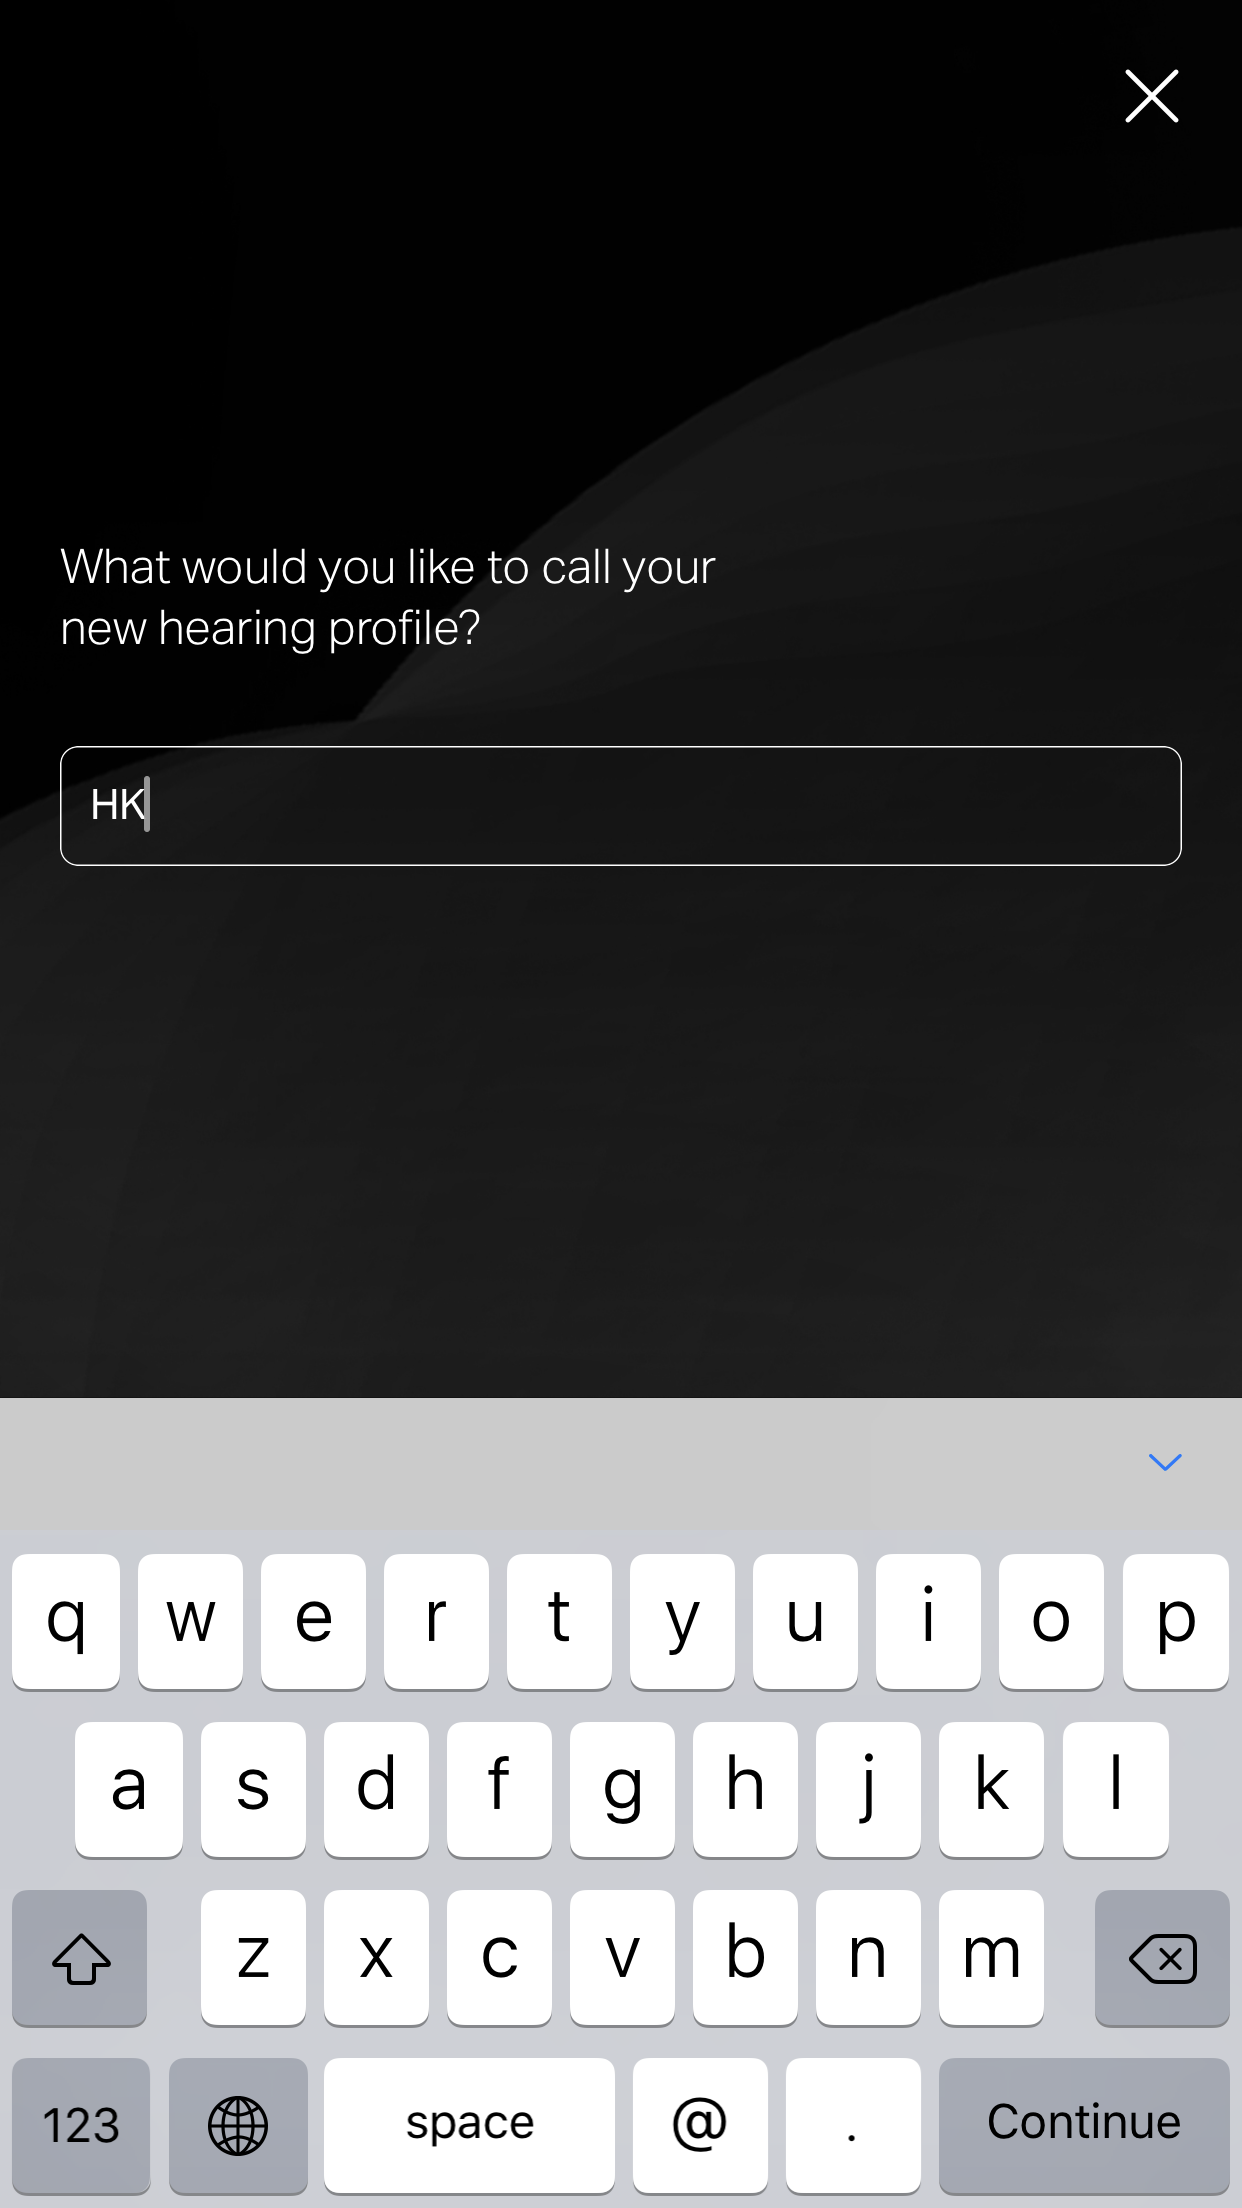 What would you like to call your
new hearing profile?
HK
q w e r t y u i o p
a s d f g h j k l
z x c v b n m
123 space @ . Continue